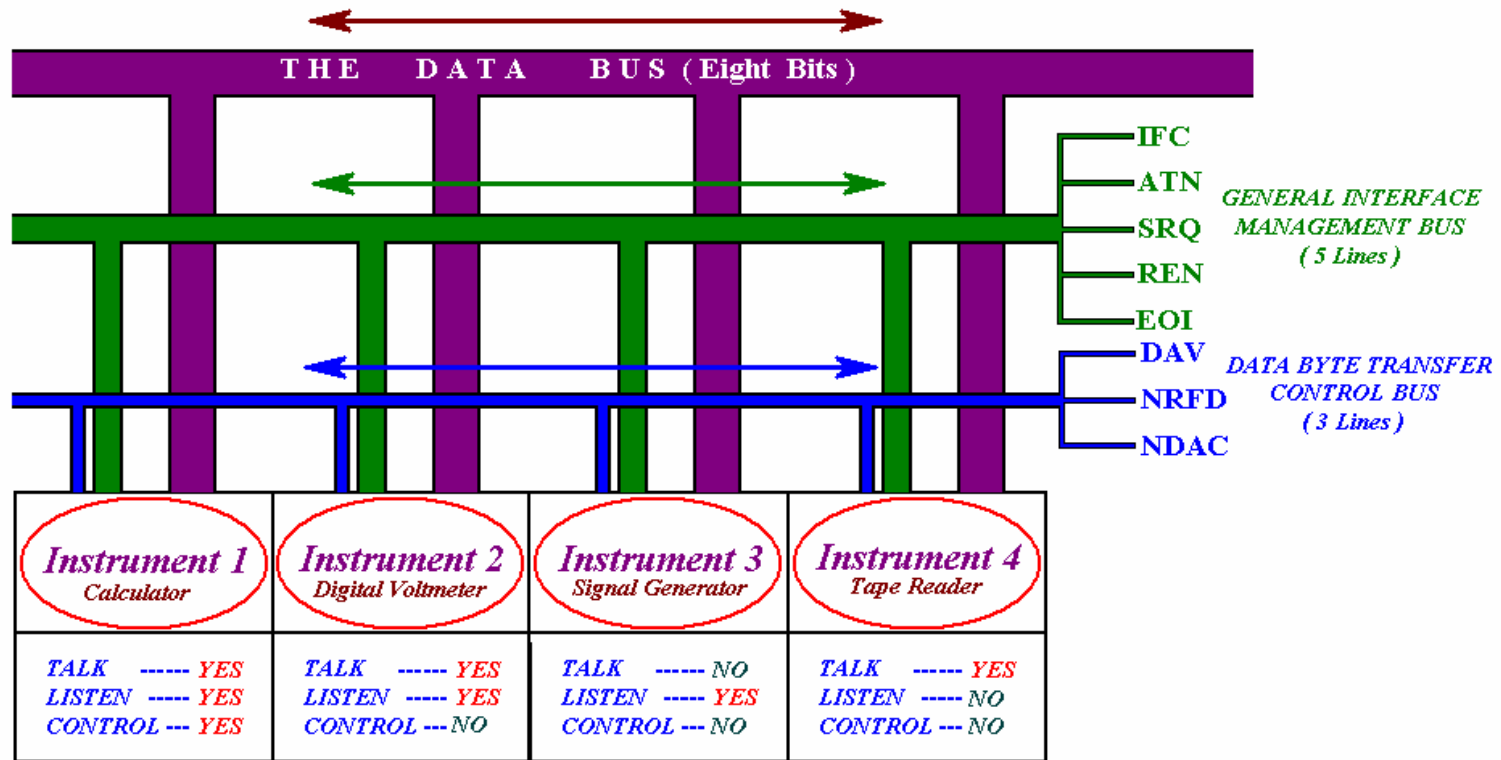 THE DATA BUS ( Eight Bits )
IFC
ATN
SRQ
REN
EOI
GENERAL INTERFACE
MANAGEMENT BUS
( 5 Lines )
DAV
NRFD
NDAC
DATA BYTE TRANSFER
CONTROL BUS
( 3 Lines )
Instrument 1
Calculator
TALK ------ YES
LISTEN ----- YES
CONTROL --- YES
Instrument 2
Digital Voltmeter
TALK ------ YES
LISTEN ----- YES
CONTROL --- NO
Instrument 3
Signal Generator
TALK ------ NO
LISTEN ----- YES
CONTROL --- NO
Instrument 4
Tape Reader
TALK ------ YES
LISTEN ----- NO
CONTROL --- NO